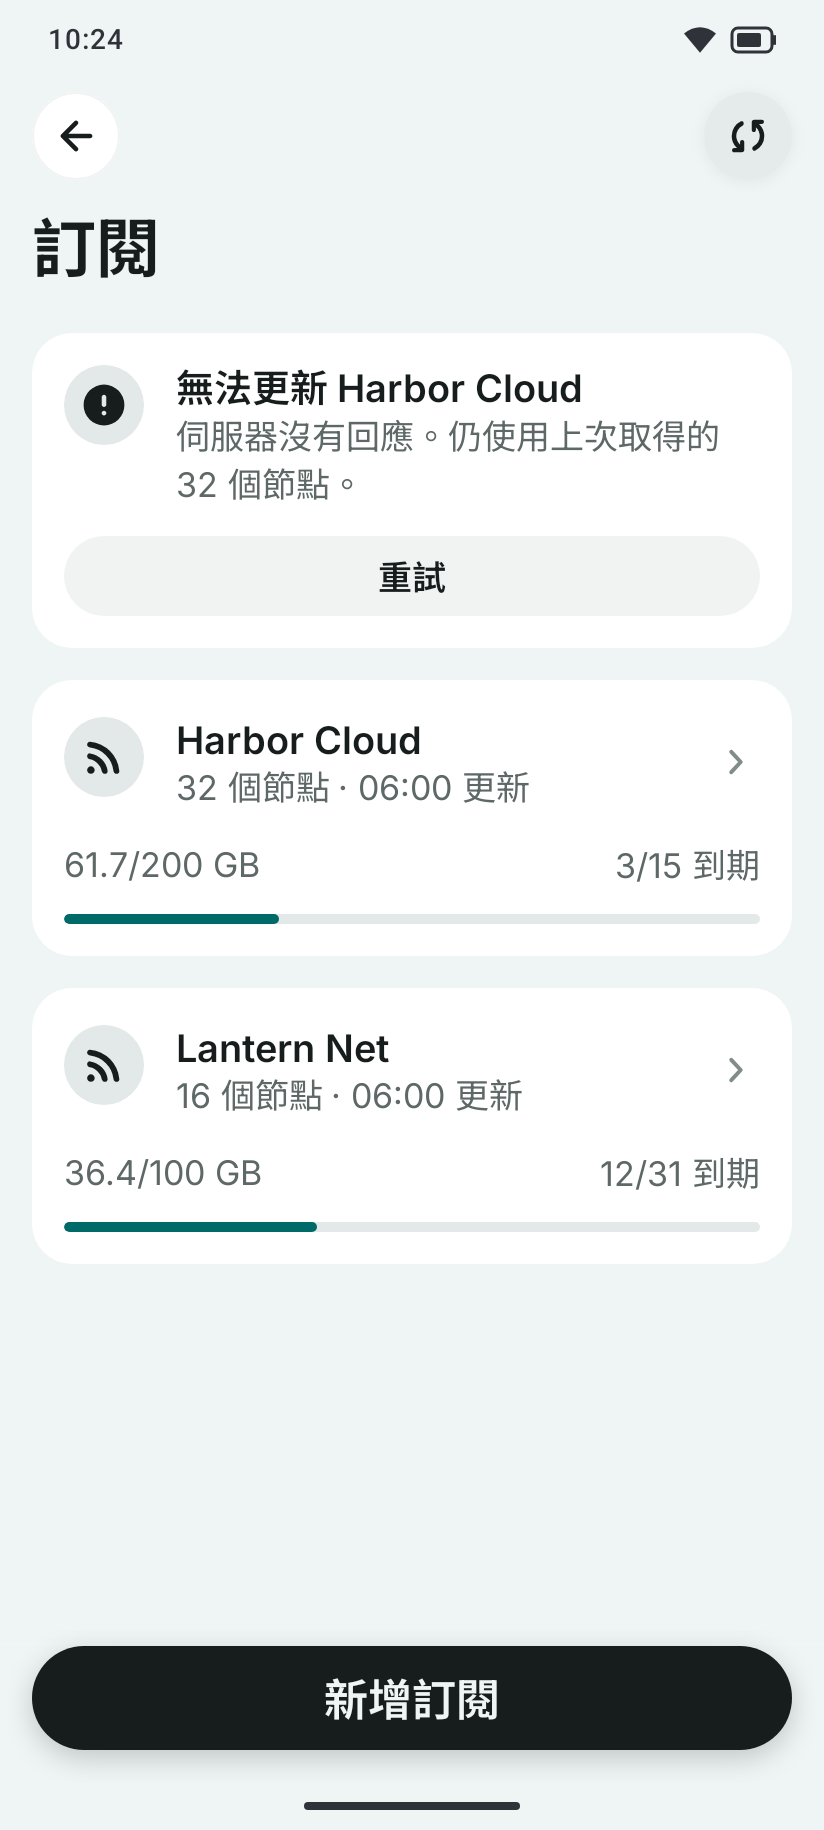 10:24
訂閱
無法更新 Harbor Cloud
伺服器沒有回應。仍使用上次取得的
32 個節點。
重試
Harbor Cloud
32 個節點 · 06:00 更新
61.7/200 GB
3/15 到期
Lantern Net
16 個節點 · 06:00 更新
36.4/100 GB
12/31 到期
新增訂閱